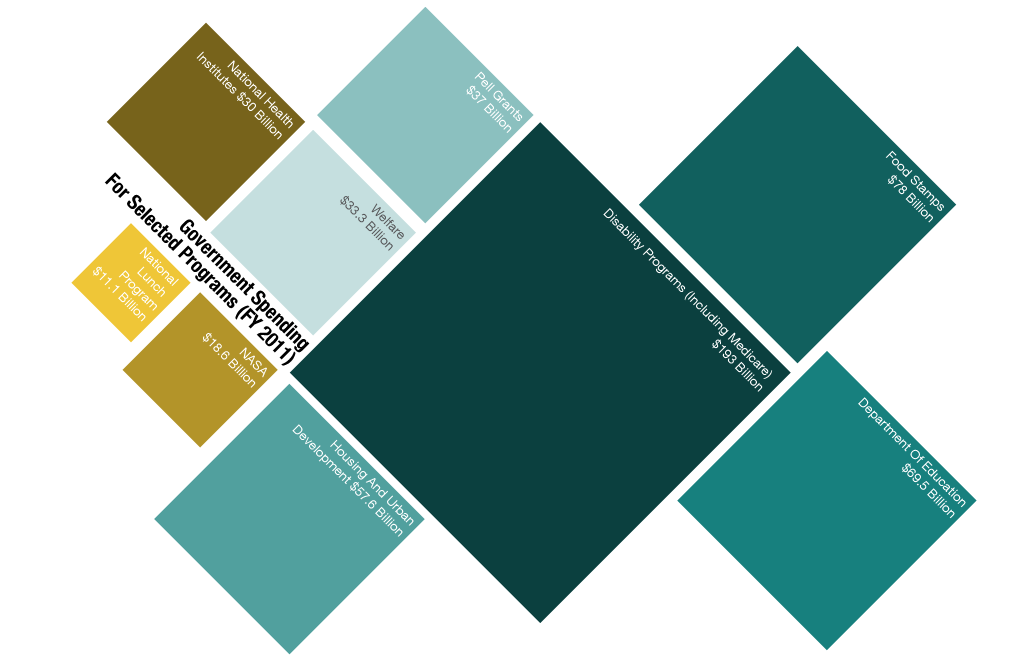 Government Spending
For Selected Programs (FY 2011)
National Health
Institutes $30 Billion
Pell Grants
$37 Billion
Welfare
$33.3 Billion
Food Stamps
$78 Billion
Disability Programs (Including Medicare)
$193 Billion
National
Lunch
Program
$11.1 Billion
NASA
$18.6 Billion
Housing And Urban
Development $57.6 Billion
Department Of Education
$69.5 Billion